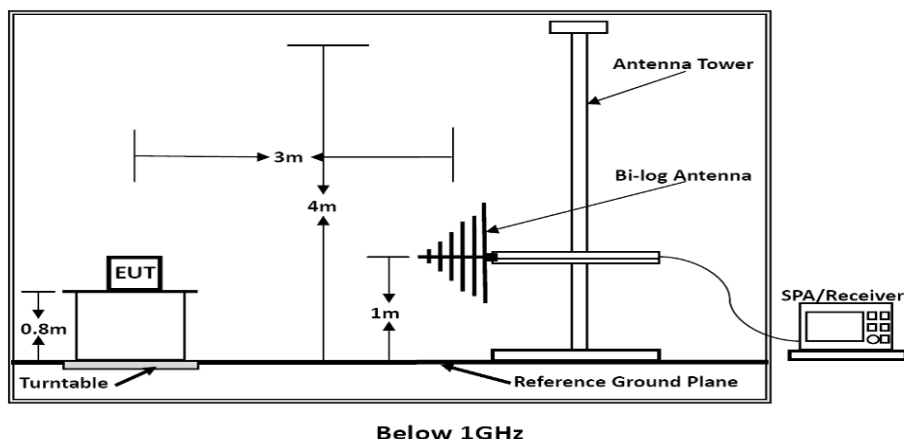 Antenna Tower
3m
Bi-log Antenna
4m
EUT
SPA/Receiver
1m
0.8m
Turntable
Reference Ground Plane
Below 1GHz